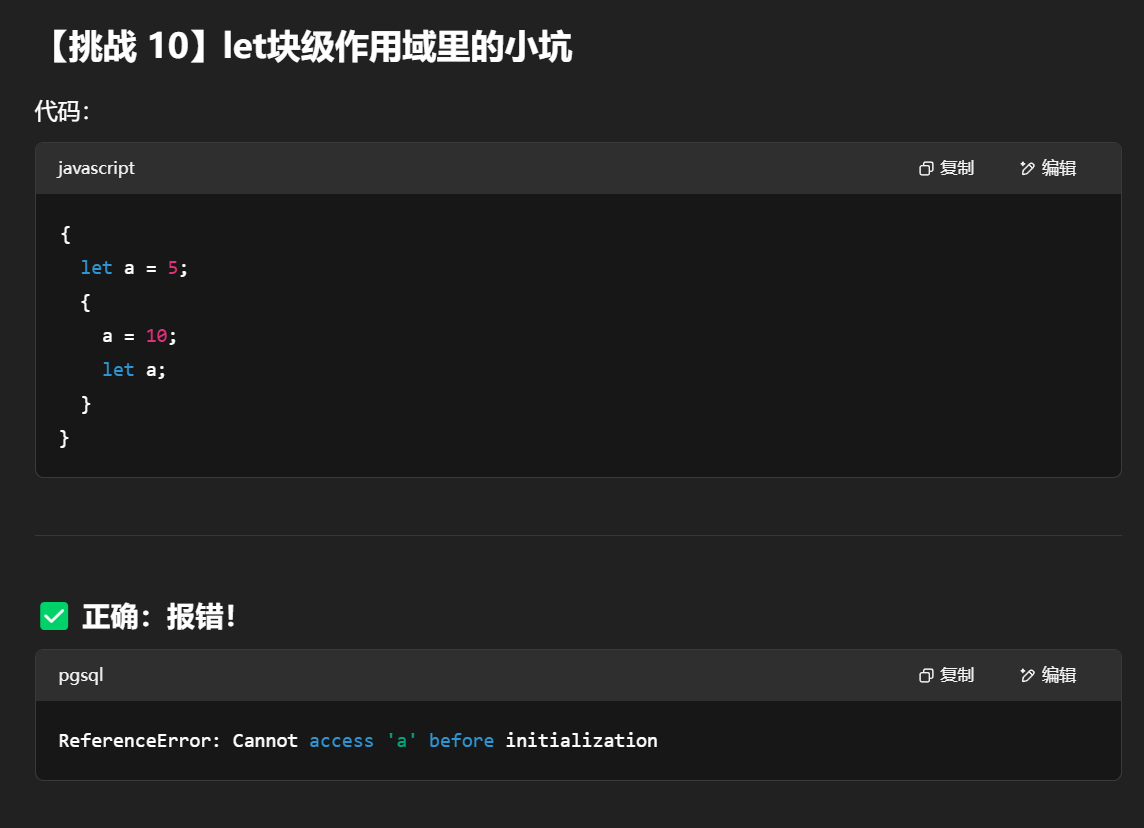 【挑战 10】let块级作用域里的小坑
代码：
javascript 复制 编辑
{
  let a = 5;
  {
    a = 10;
    let a;
  }
}
✅ 正确：报错！
pgsql 复制 编辑
ReferenceError: Cannot access 'a' before initialization